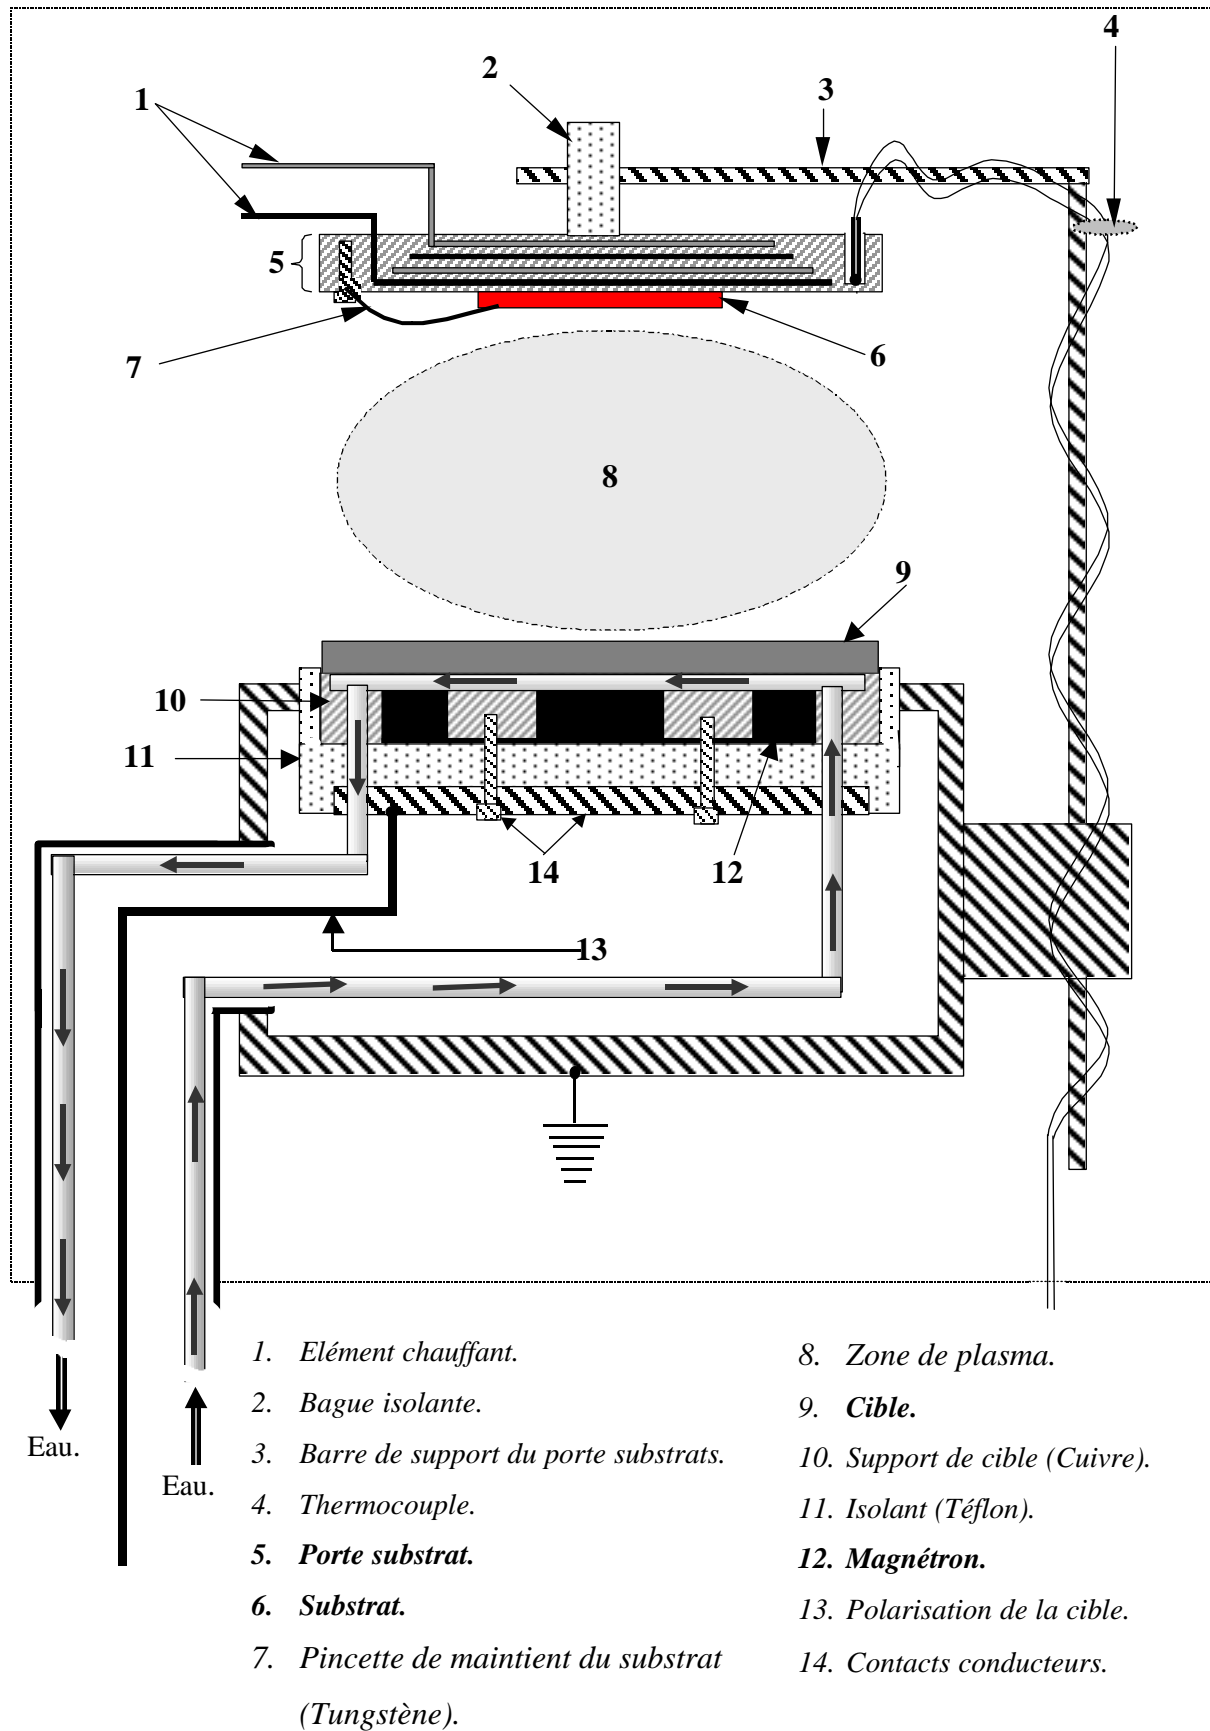 4
2
3
1
5
7
6
8
9
10
11
14
12
13
Eau.
Eau.
1. Elément chauffant.
2. Bague isolante.
3. Barre de support du porte substrats.
4. Thermocouple.
5. Porte substrat.
6. Substrat.
7. Pincette de maintient du substrat
(Tungstène).
8. Zone de plasma.
9. Cible.
10. Support de cible (Cuivre).
11. Isolant (Téflon).
12. Magnétron.
13. Polarisation de la cible.
14. Contacts conducteurs.